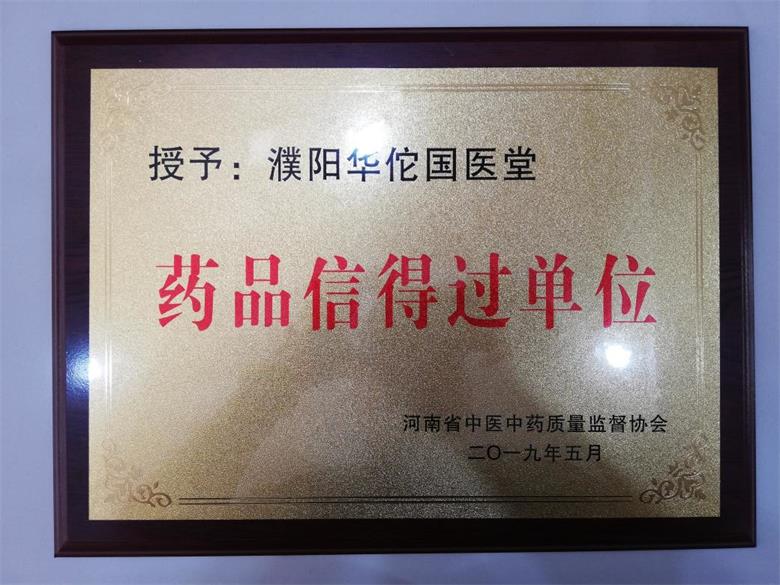 授予：濮阳华佗国医堂
药品信得过单位
河南省中医中药质量监督协会
二〇一九年五月